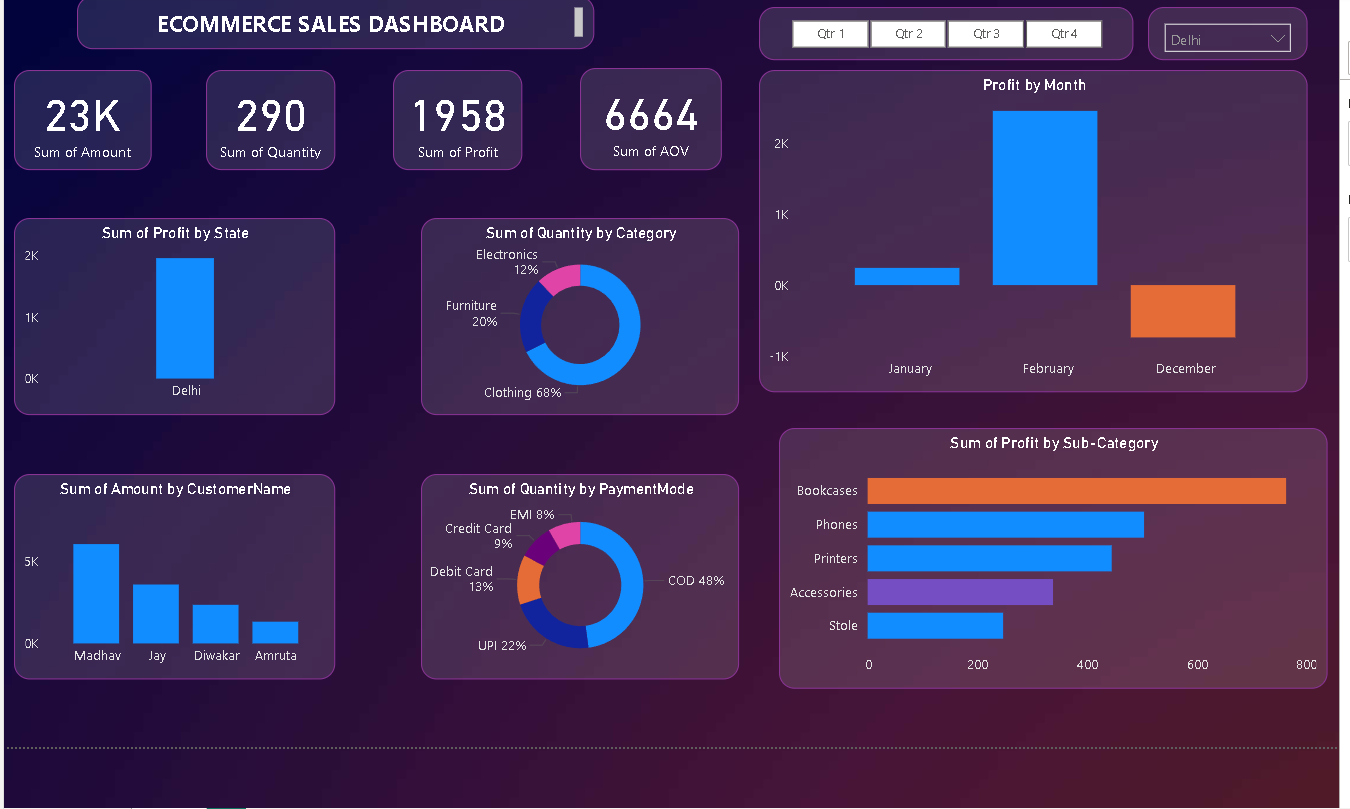 ECOMMERCE SALES DASHBOARD
Qtr 1
Qtr 2
Qtr 3
Qtr 4
Delhi
23K
Sum of Amount
290
Sum of Quantity
1958
Sum of Profit
6664
Sum of AOV
Profit by Month
2K
1K
0K
-1K
January
February
December
Sum of Profit by State
2K
1K
0K
Delhi
Sum of Quantity by Category
Electronics
12%
Furniture
20%
Clothing 68%
Sum of Amount by CustomerName
5K
0K
Madhav
Jay
Diwakar
Amruta
Sum of Quantity by PaymentMode
EMI 8%
Credit Card
9%
Debit Card
13%
COD 48%
UPI 22%
Sum of Profit by Sub-Category
Bookcases
Phones
Printers
Accessories
Stole
0
200
400
600
800